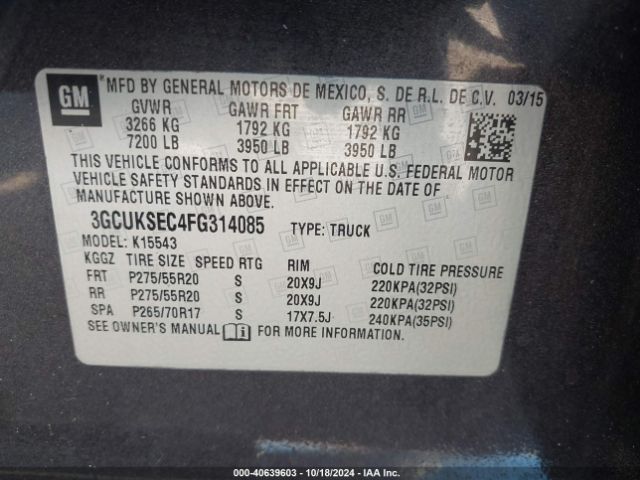 GM
MFD BY GENERAL MOTORS DE MEXICO, S. DE R.L. DE C.V. 03/15
GVWR GAWR FRT GAWR RR
3266 KG 1792 KG 1792 KG
7200 LB 3950 LB 3950 LB
THIS VEHICLE CONFORMS TO ALL APPLICABLE U.S. FEDERAL MOTOR
VEHICLE SAFETY STANDARDS IN EFFECT ON THE DATE OF
MANUFACTURE SHOWN ABOVE.
3GCUKSEC4FG314085 TYPE: TRUCK
MODEL: K15543
KGGZ TIRE SIZE SPEED RTG RIM COLD TIRE PRESSURE
FRT P275/55R20 S 20X9J 220KPA(32PSI)
RR P275/55R20 S 20X9J 220KPA(32PSI)
SPA P265/70R17 S 17X7.5J 240KPA(35PSI)
SEE OWNER'S MANUAL FOR MORE INFORMATION.
000-40639603 - 10/18/2024 - IAA Inc.